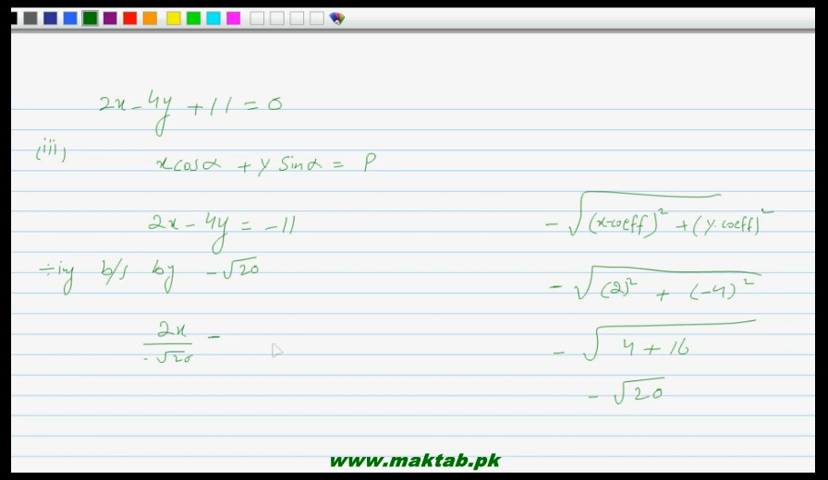 2x - 4y + 11 = 0
(iii)
x cos α + y Sin α = P
2x - 4y = -11
÷ing b/s by -√20
2x/-√20 -
-√(x-coeff)² + (y.coeff)²
-√(2)² + (-4)²
-√4 + 16
-√20
www.maktab.pk